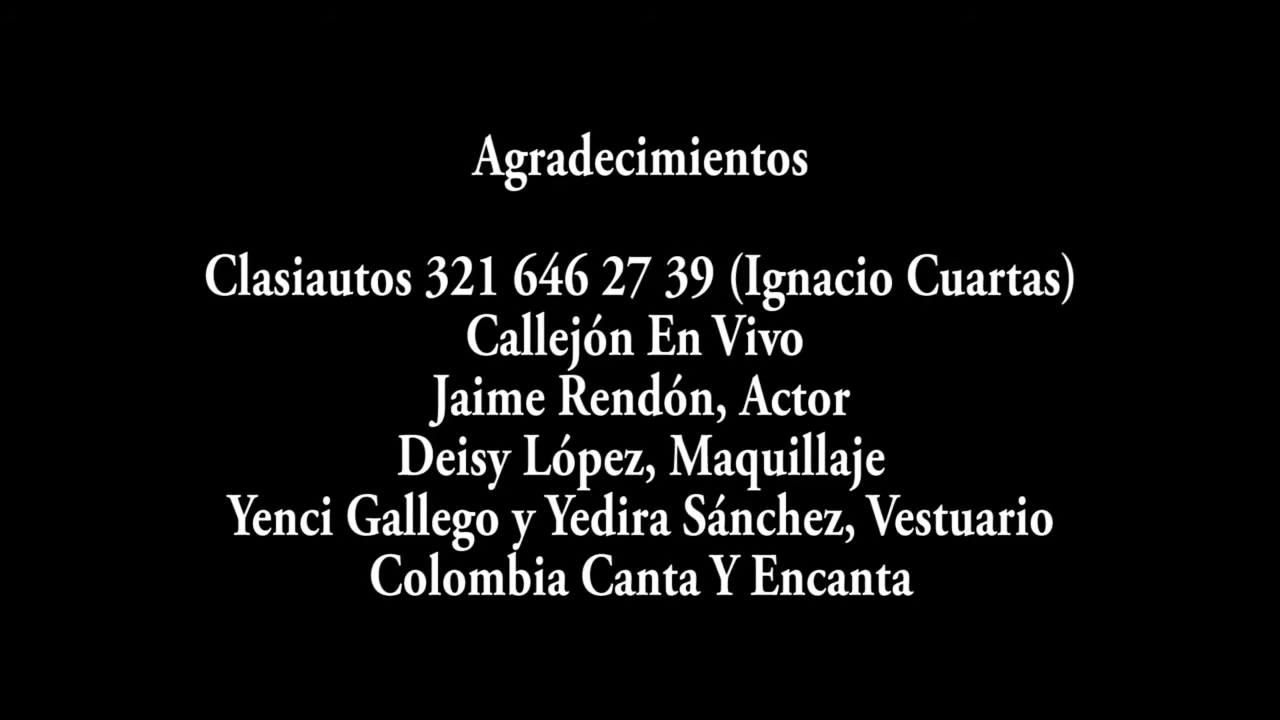 Agradecimientos
Clasiautos 321 646 27 39 (Ignacio Cuartas)
Callejón En Vivo
Jaime Rendón, Actor
Deisy López, Maquillaje
Yenci Gallego y Yedira Sánchez, Vestuario
Colombia Canta Y Encanta